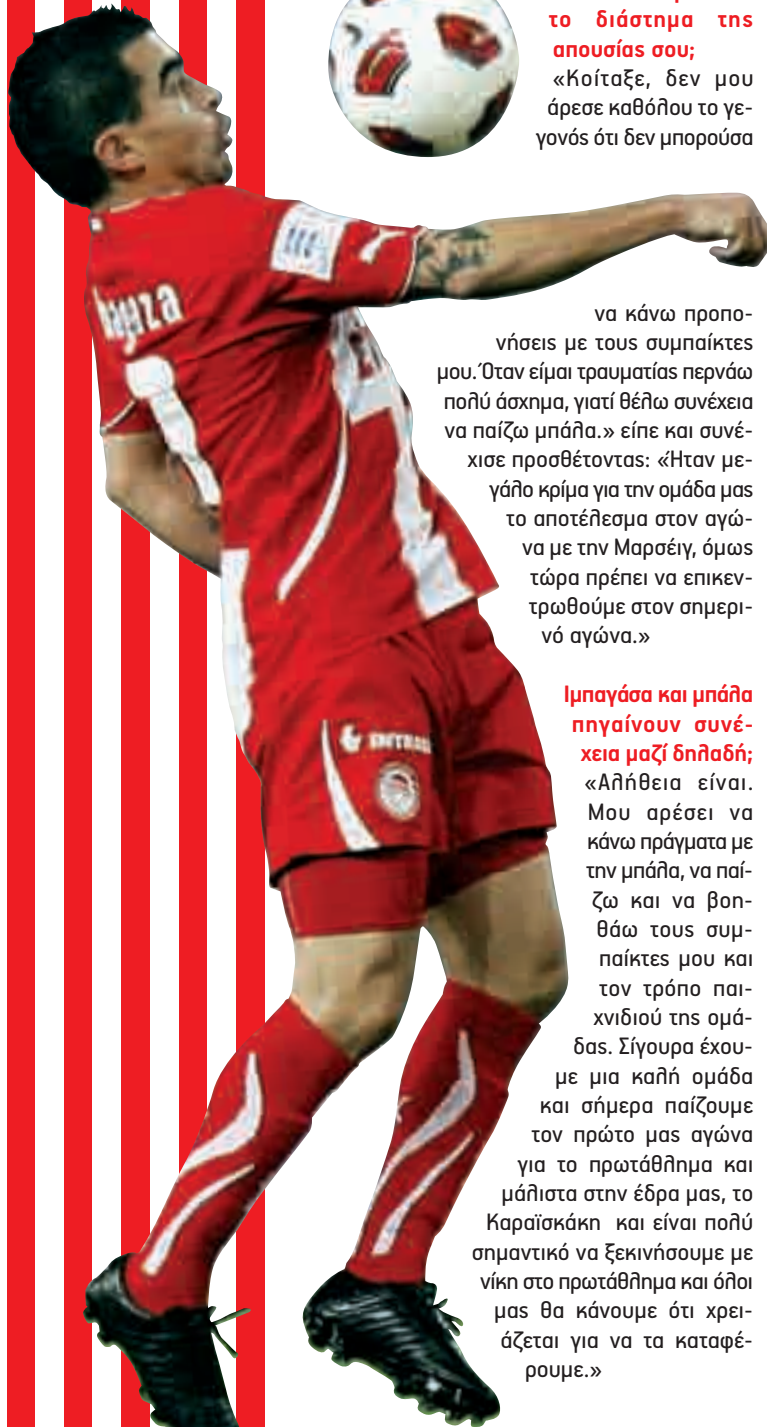 το διάστημα της
απουσίας σου;
«Κοίταξε, δεν μου
άρεσε καθόλου το γε-
γονός ότι δεν μπορούσα
να κάνω προπο-
νήσεις με τους συμπαίκτες
μου. Όταν είμαι τραυματίας περνάω
πολύ άσχημα, γιατί θέλω συνέχεια
να παίζω μπάλα.» είπε και συνέ-
χισε προσθέτοντας: «Ήταν με-
γάλο κρίμα για την ομάδα μας
το αποτέλεσμα στον αγώ-
να με την Μαρσέιγ, όμως
τώρα πρέπει να επικεν-
τρωθούμε στον σημερι-
νό αγώνα.»
Ιμπαγάσα και μπάλα
πηγαίνουν συνέ-
χεια μαζί δηλαδή;
«Αλήθεια είναι.
Μου αρέσει να
κάνω πράγματα με
την μπάλα, να παί-
ζω και να βοη-
θάω τους συμ-
παίκτες μου και
τον τρόπο παι-
χνιδιού της ομά-
δας. Σίγουρα έχου-
με μια καλή ομάδα
και σήμερα παίζουμε
τον πρώτο μας αγώνα
για το πρωτάθλημα και
μάλιστα στην έδρα μας, το
Καραϊσκάκη και είναι πολύ
σημαντικό να ξεκινήσουμε με
νίκη στο πρωτάθλημα και όλοι
μας θα κάνουμε ότι χρει-
άζεται για να τα καταφέ-
ρουμε.»